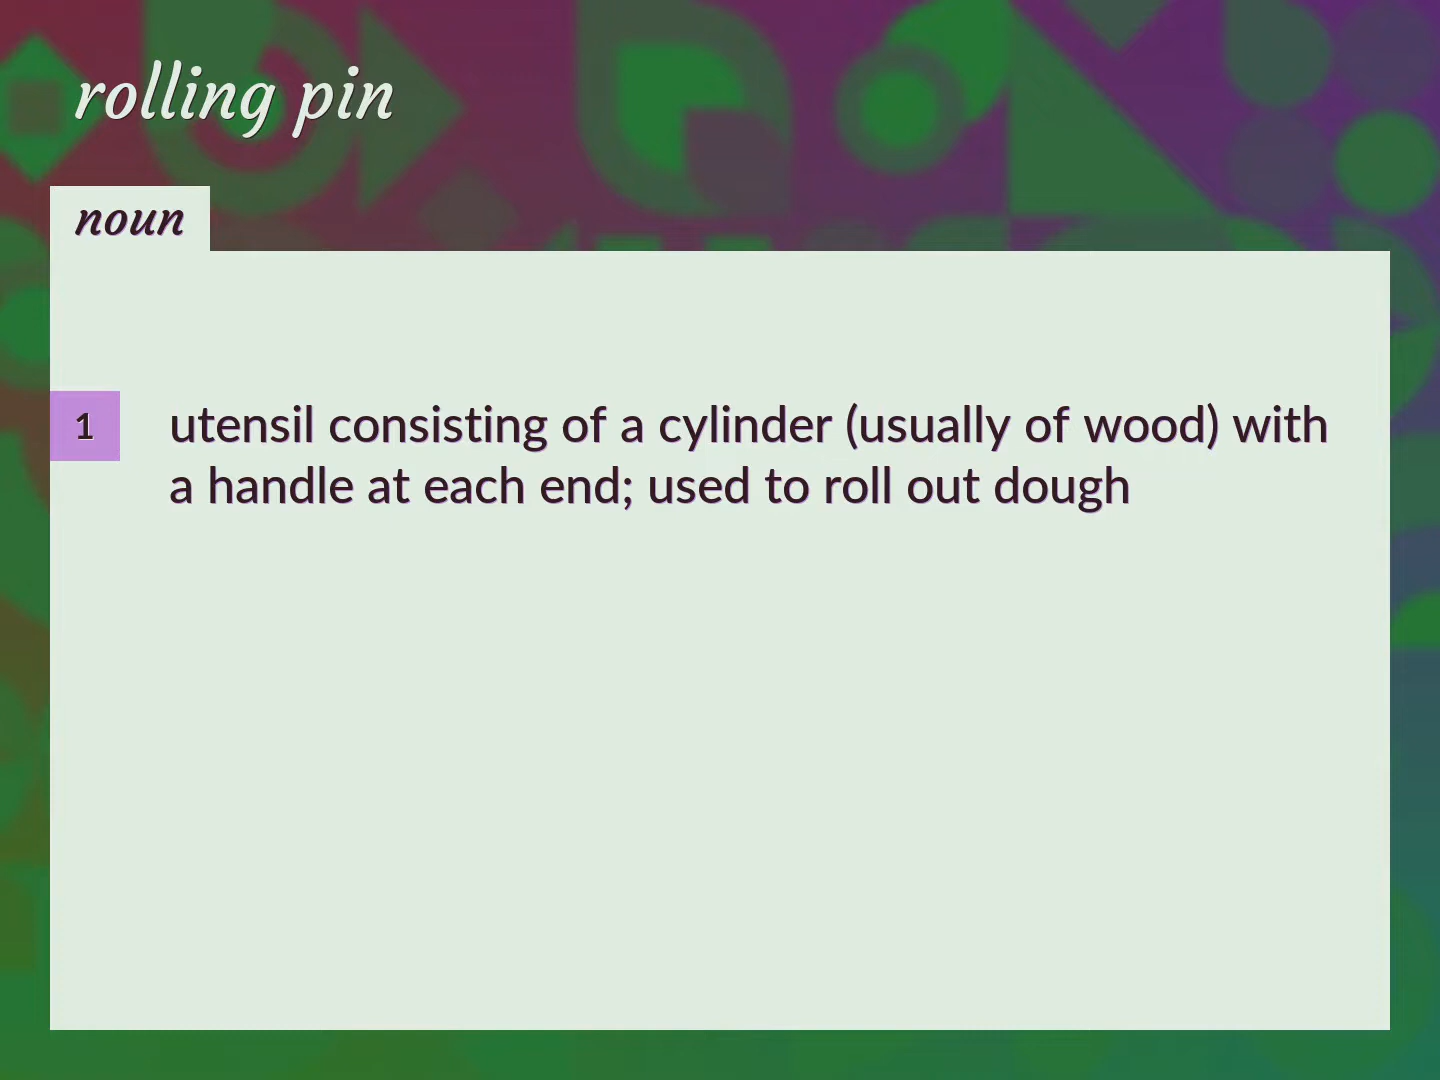 rolling pin
noun
1
utensil consisting of a cylinder (usually of wood) with
a handle at each end; used to roll out dough